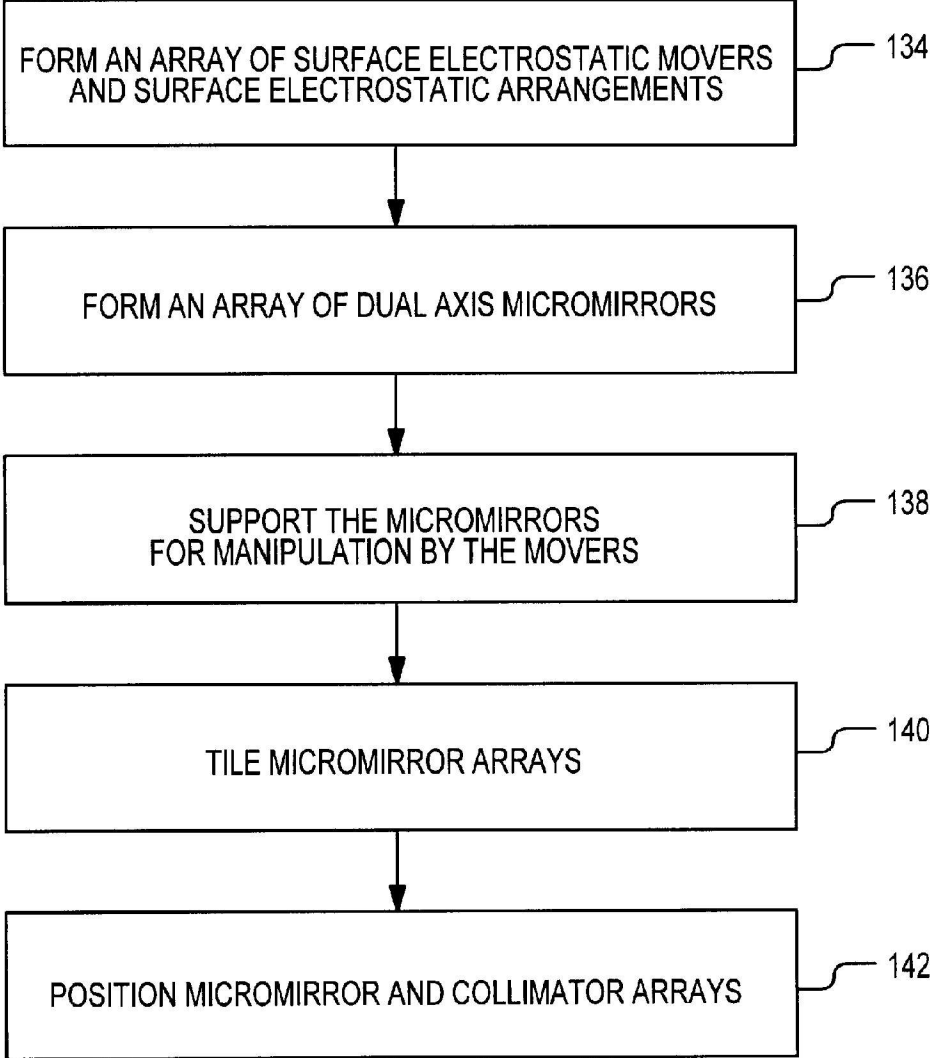 FORM AN ARRAY OF SURFACE ELECTROSTATIC MOVERS
AND SURFACE ELECTROSTATIC ARRANGEMENTS
134
FORM AN ARRAY OF DUAL AXIS MICROMIRRORS
136
SUPPORT THE MICROMIRRORS
FOR MANIPULATION BY THE MOVERS
138
TILE MICROMIRROR ARRAYS
140
POSITION MICROMIRROR AND COLLIMATOR ARRAYS
142